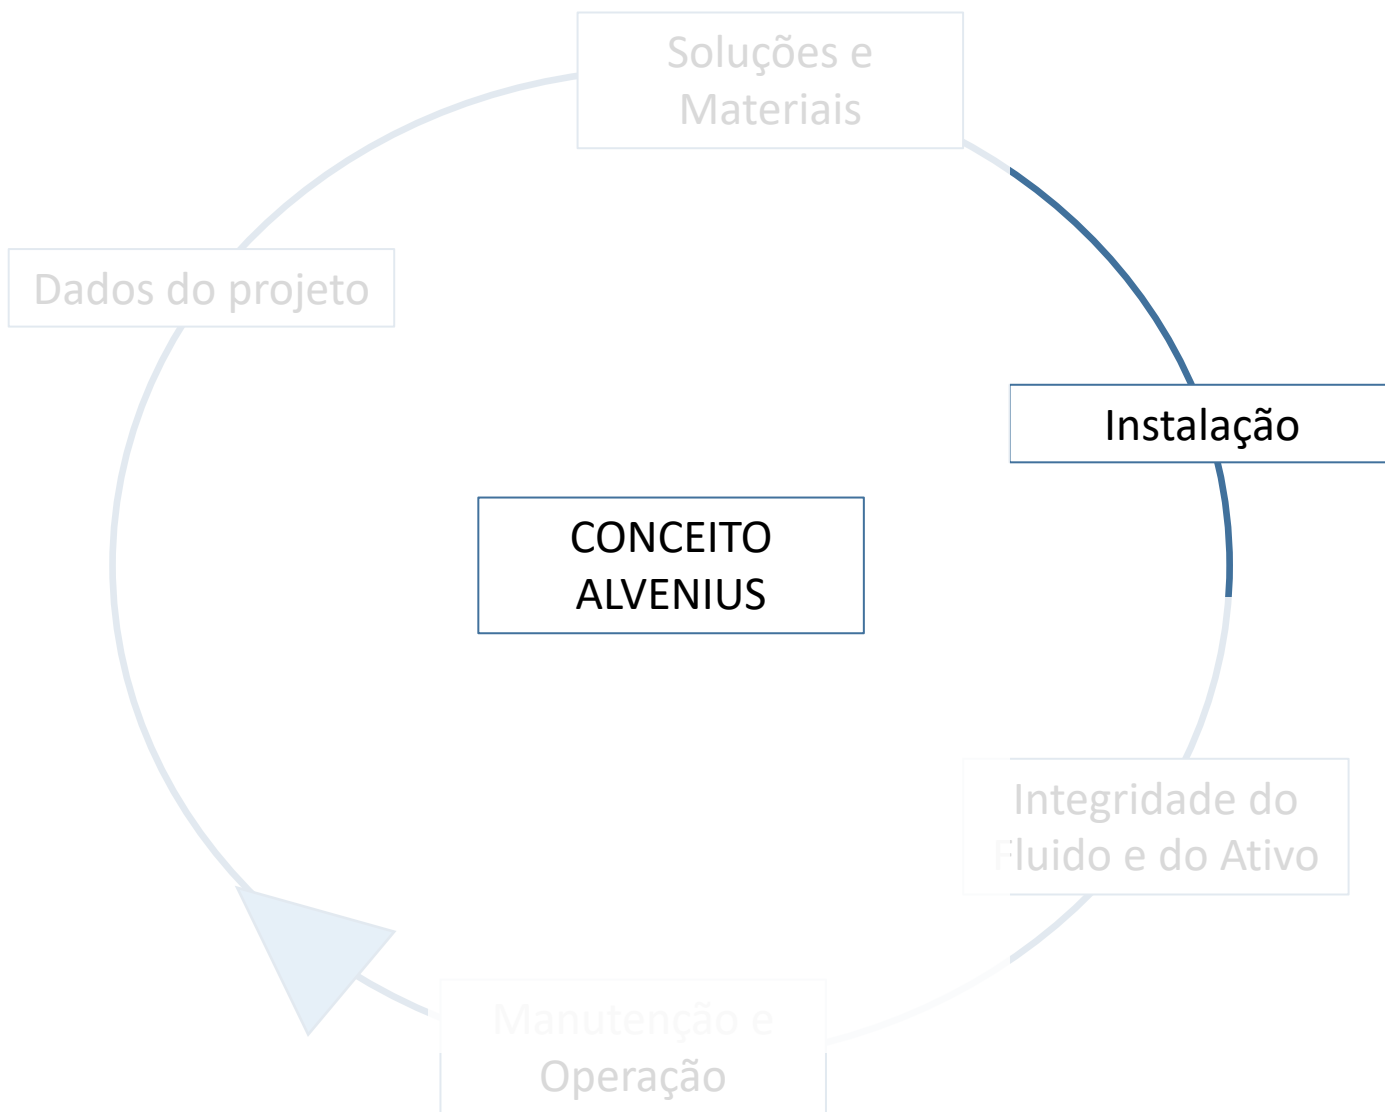 Soluções e
Materiais
Dados do projeto
Instalação
CONCEITO
ALVENIUS
Integridade do
Fluido e do Ativo
Manutenção e
Operação